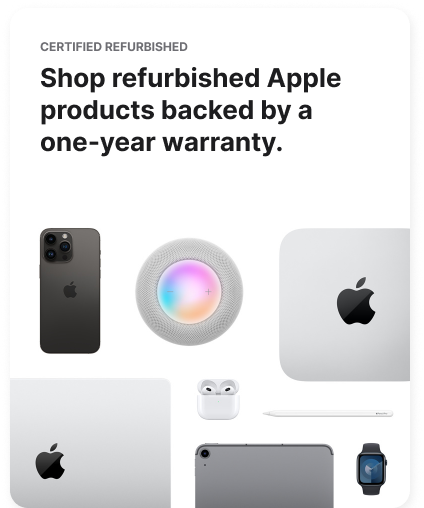 CERTIFIED REFURBISHED
Shop refurbished Apple
products backed by a
one-year warranty.